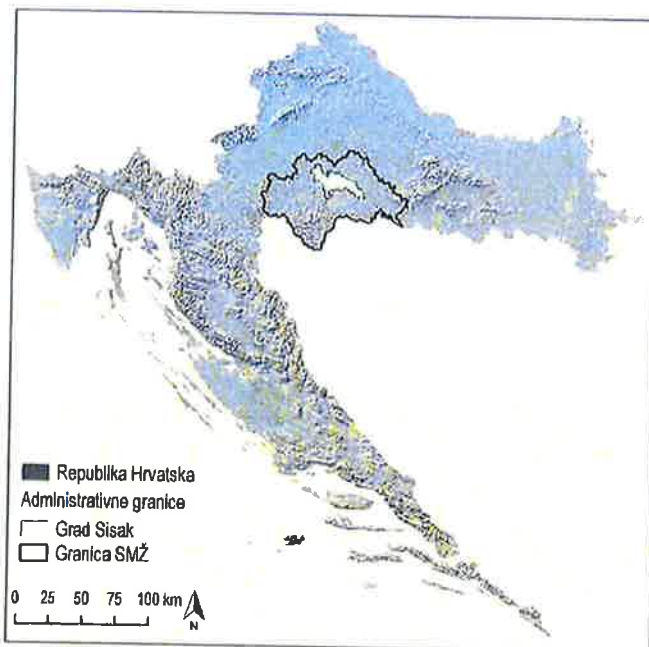 Republika Hrvatska
Administrativne granice
Grad Sisak
Granica SMŽ
0 25 50 75 100 km
N